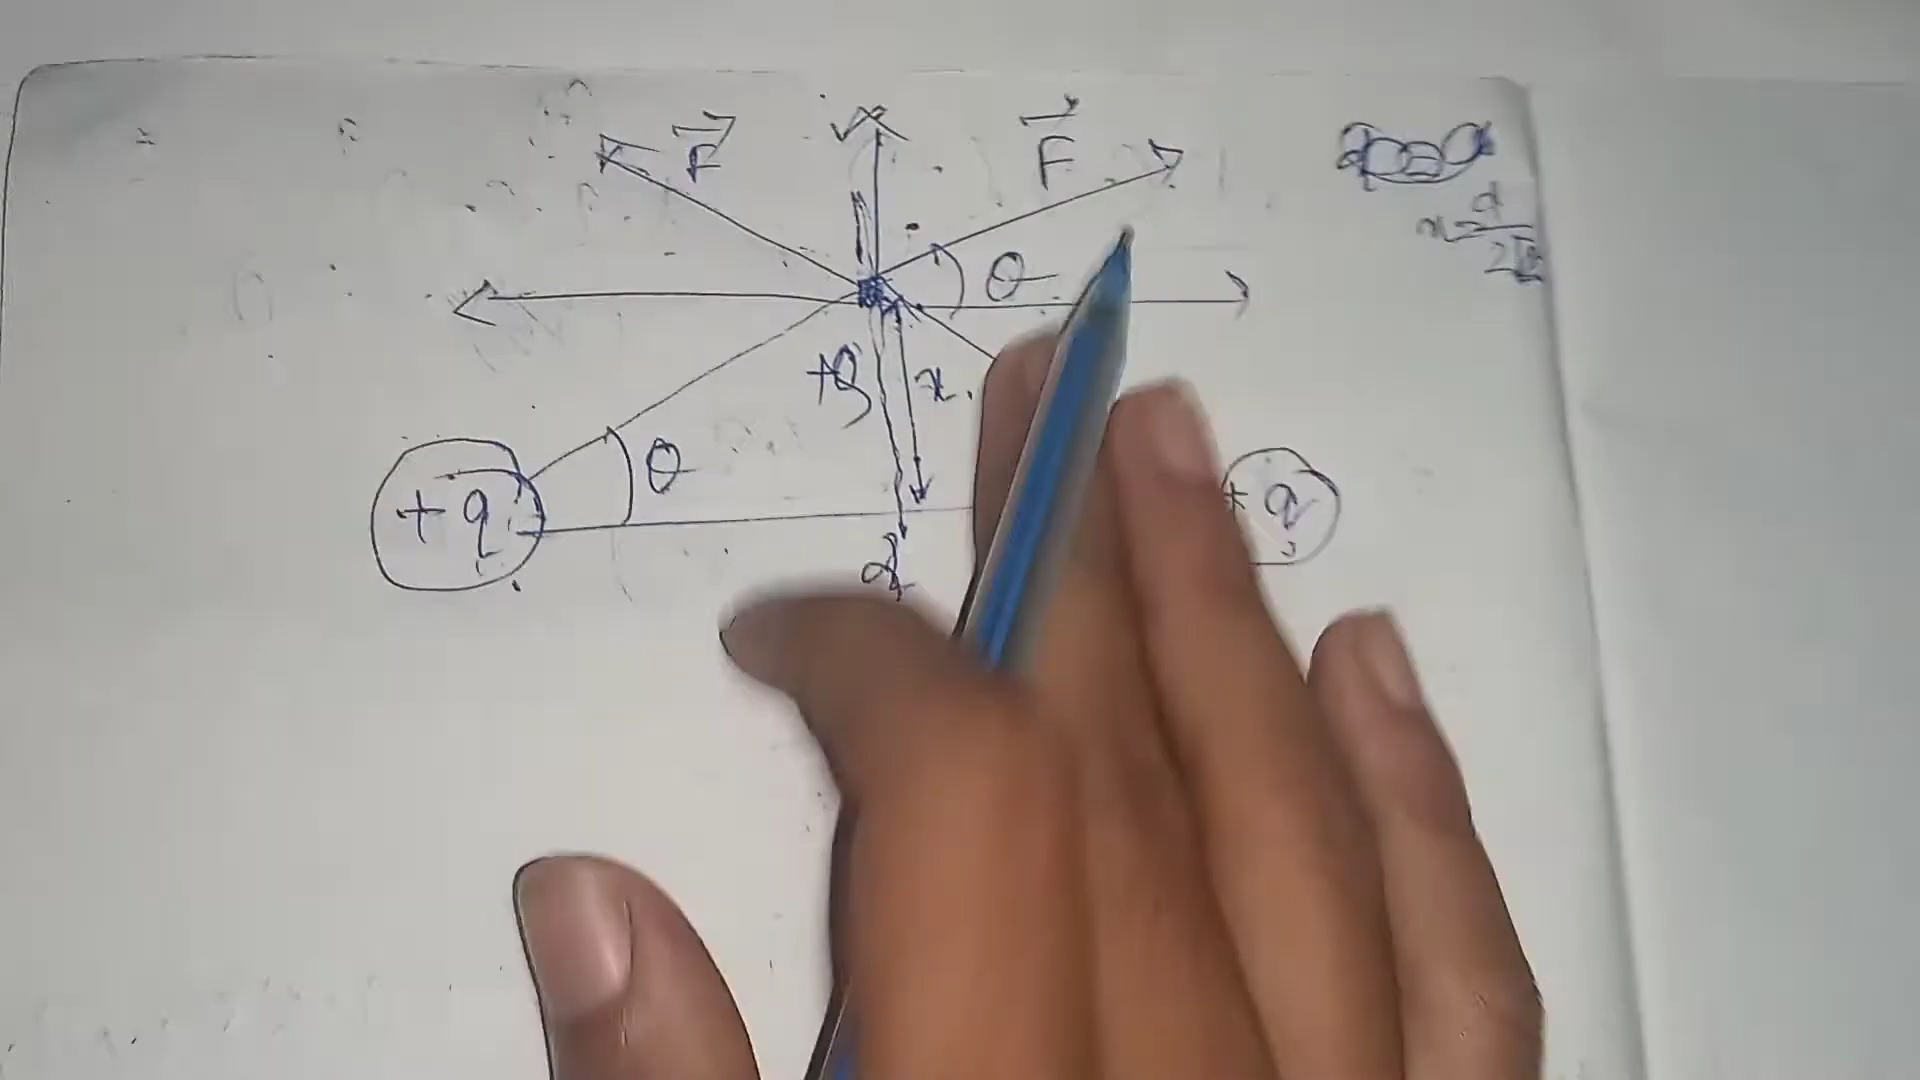 F F
θ
x = d / 2√2
+Q x
+q θ + q
d